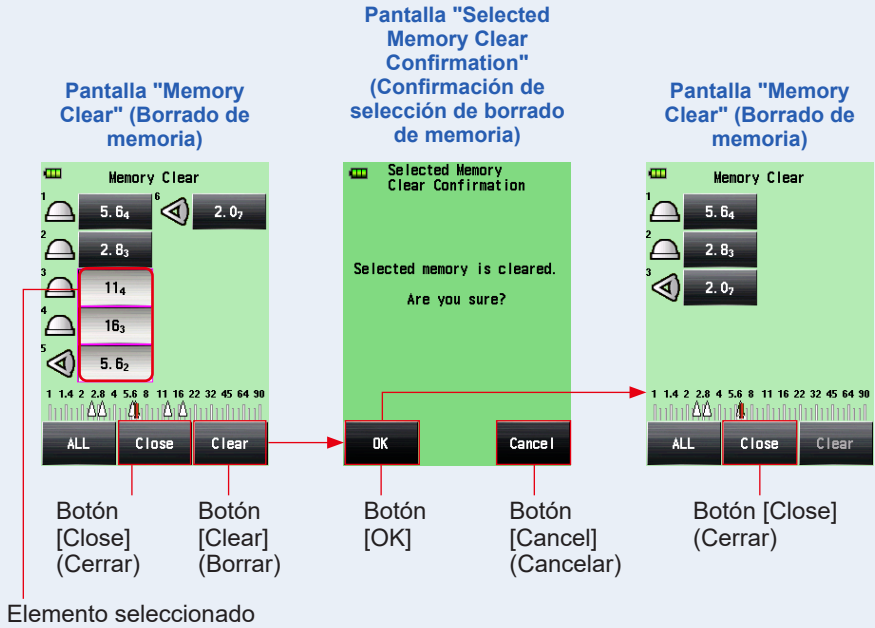 Pantalla "Selected
Memory Clear
Confirmation"
(Confirmación de
selección de borrado
de memoria)
Pantalla "Memory
Clear" (Borrado de
memoria)
Pantalla "Memory
Clear" (Borrado de
memoria)
Memory Clear
1 5.6₄ 6 2.0₇
2 2.8₃
3 11₄
4 16₃
5 5.6₂
1 1.4 2 2.8 4 5.6 8 11 16 22 32 45 64 90
ALL Close Clear
Selected Memory
Clear Confirmation
Selected memory is cleared.
Are you sure?
OK Cancel
Memory Clear
1 5.6₄
2 2.8₃
3 2.0₇
1 1.4 2 2.8 4 5.6 8 11 16 22 32 45 64 90
ALL Close Clear
Botón
[Close]
(Cerrar)
Botón
[Clear]
(Borrar)
Botón
[OK]
Botón
[Cancel]
(Cancelar)
Botón [Close]
(Cerrar)
Elemento seleccionado